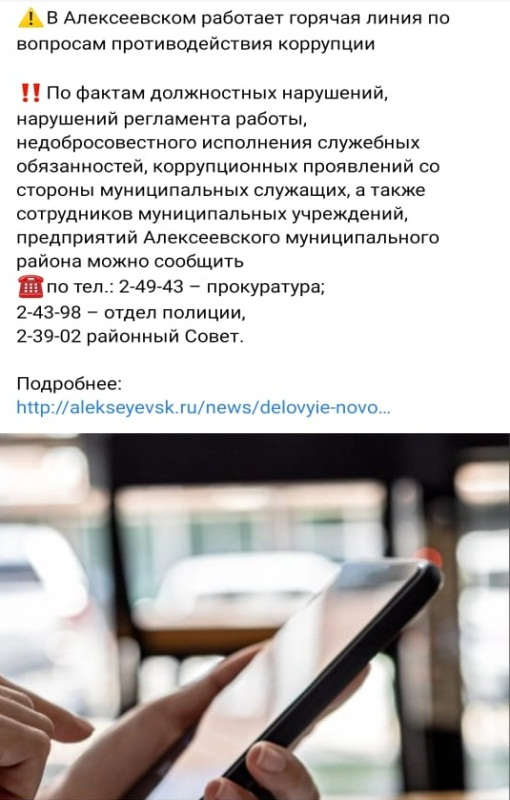 ⚠️В Алексеевском работает горячая линия по
вопросам противодействия коррупции
‼️По фактам должностных нарушений,
нарушений регламента работы,
недобросовестного исполнения служебных
обязанностей, коррупционных проявлений со
стороны муниципальных служащих, а также
сотрудников муниципальных учреждений,
предприятий Алексеевского муниципального
района можно сообщить
☎️по тел.: 2-49-43 – прокуратура;
2-43-98 – отдел полиции,
2-39-02 районный Совет.
Подробнее:
http://alekseyevsk.ru/news/delovyie-novo...